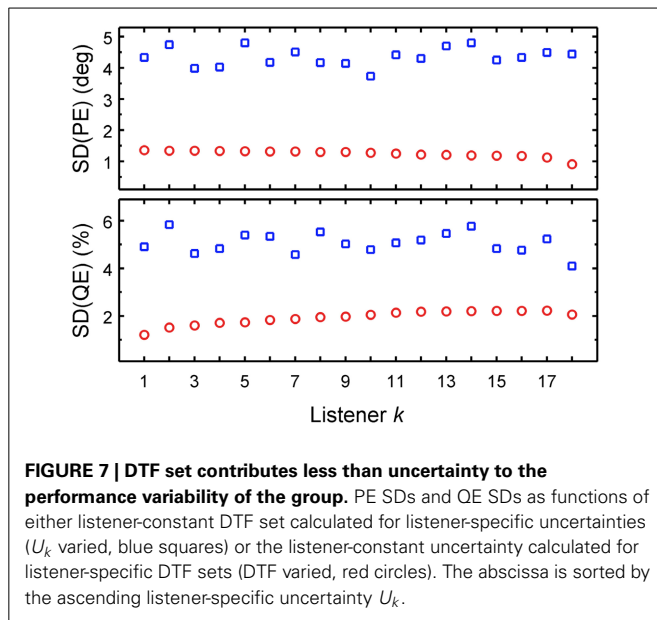 SD(PE) (deg)
5
4
3
2
1
SD(QE) (%)
6
4
2
1 3 5 7 9 11 13 15 17
Listener k
FIGURE 7 | DTF set contributes less than uncertainty to the
performance variability of the group. PE SDs and QE SDs as functions of
either listener-constant DTF set calculated for listener-specific uncertainties
(Uk varied, blue squares) or the listener-constant uncertainty calculated for
listener-specific DTF sets (DTF varied, red circles). The abscissa is sorted by
the ascending listener-specific uncertainty Uk.